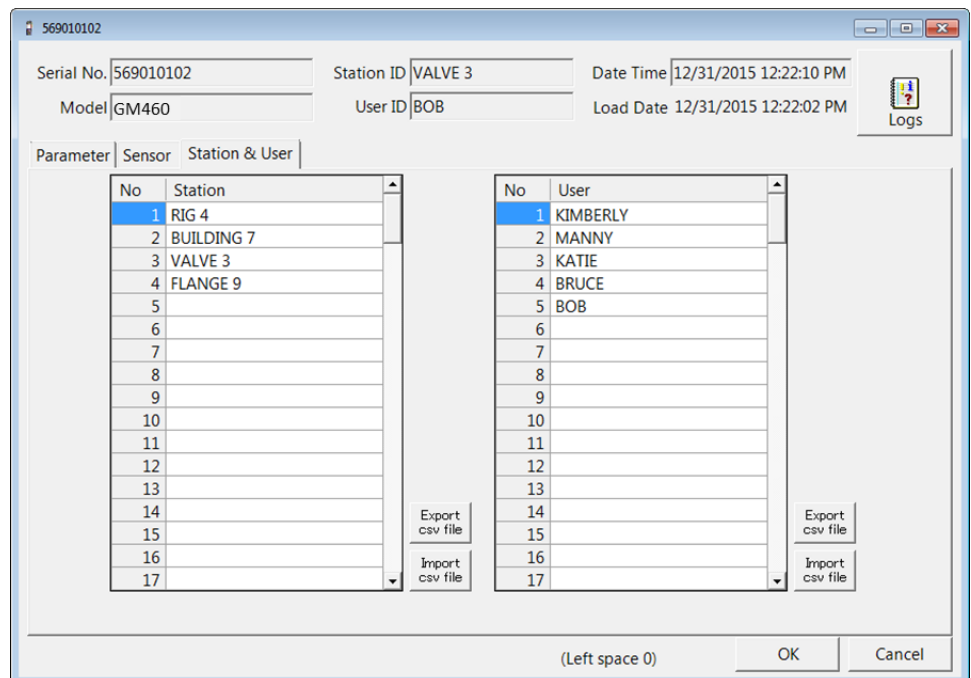 569010102
Serial No. 569010102 Station ID VALVE 3 Date Time 12/31/2015 12:22:10 PM
Model GM460 User ID BOB Load Date 12/31/2015 12:22:02 PM
Logs
Parameter Sensor Station & User
No Station No User
1 RIG 4 1 KIMBERLY
2 BUILDING 7 2 MANNY
3 VALVE 3 3 KATIE
4 FLANGE 9 4 BRUCE
5 5 BOB
6 6
7 7
8 8
9 9
10 10
11 11
12 12
13 13
14 14
15 15
16 16
17 17
Export
csv file
Import
csv file
Export
csv file
Import
csv file
(Left space 0) OK Cancel